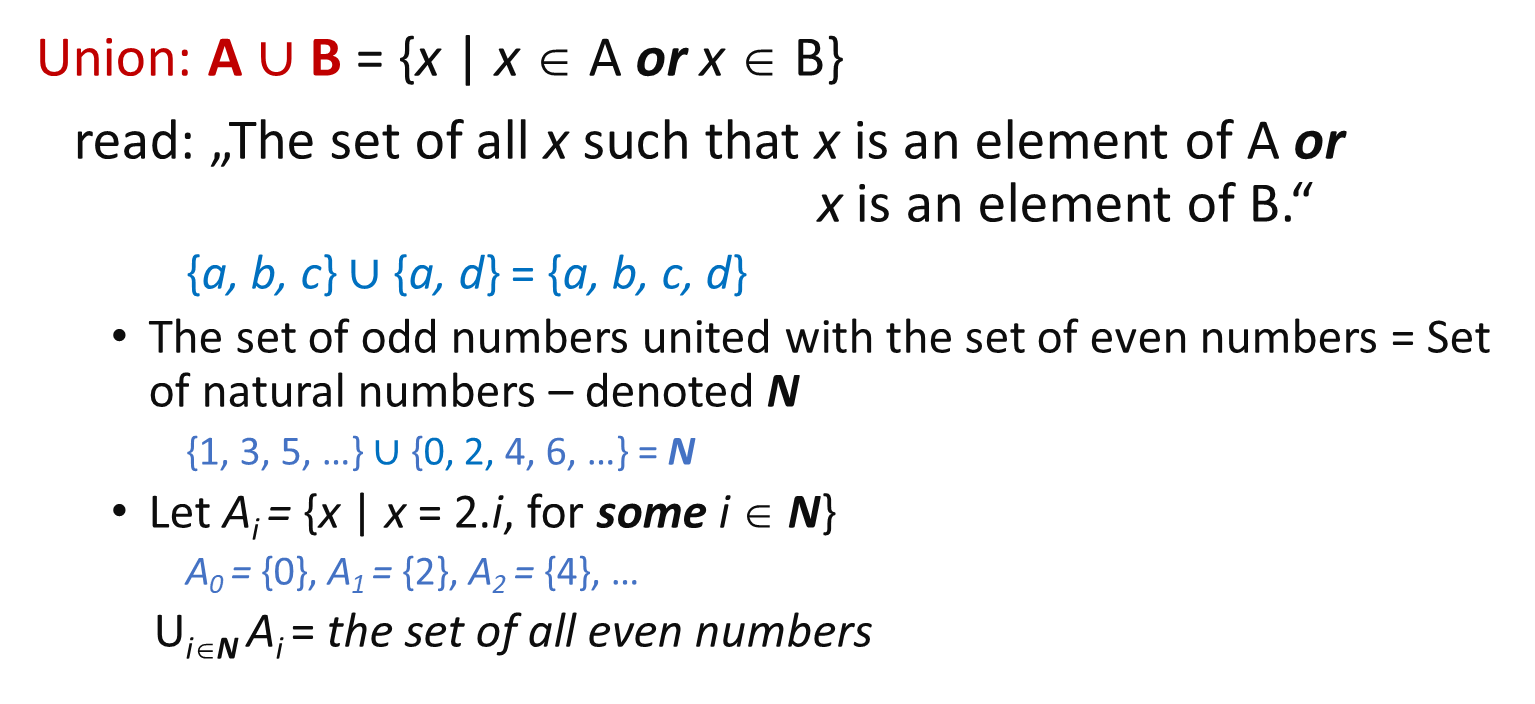 Union: A ∪ B = {x | x ∈ A or x ∈ B}
read: „The set of all x such that x is an element of A or
x is an element of B.“
{a, b, c} ∪ {a, d} = {a, b, c, d}
• The set of odd numbers united with the set of even numbers = Set
of natural numbers – denoted N
{1, 3, 5, …} ∪ {0, 2, 4, 6, …} = N
• Let Aᵢ = {x | x = 2.i, for some i ∈ N}
A₀ = {0}, A₁ = {2}, A₂ = {4}, …
∪i∈N Aᵢ = the set of all even numbers